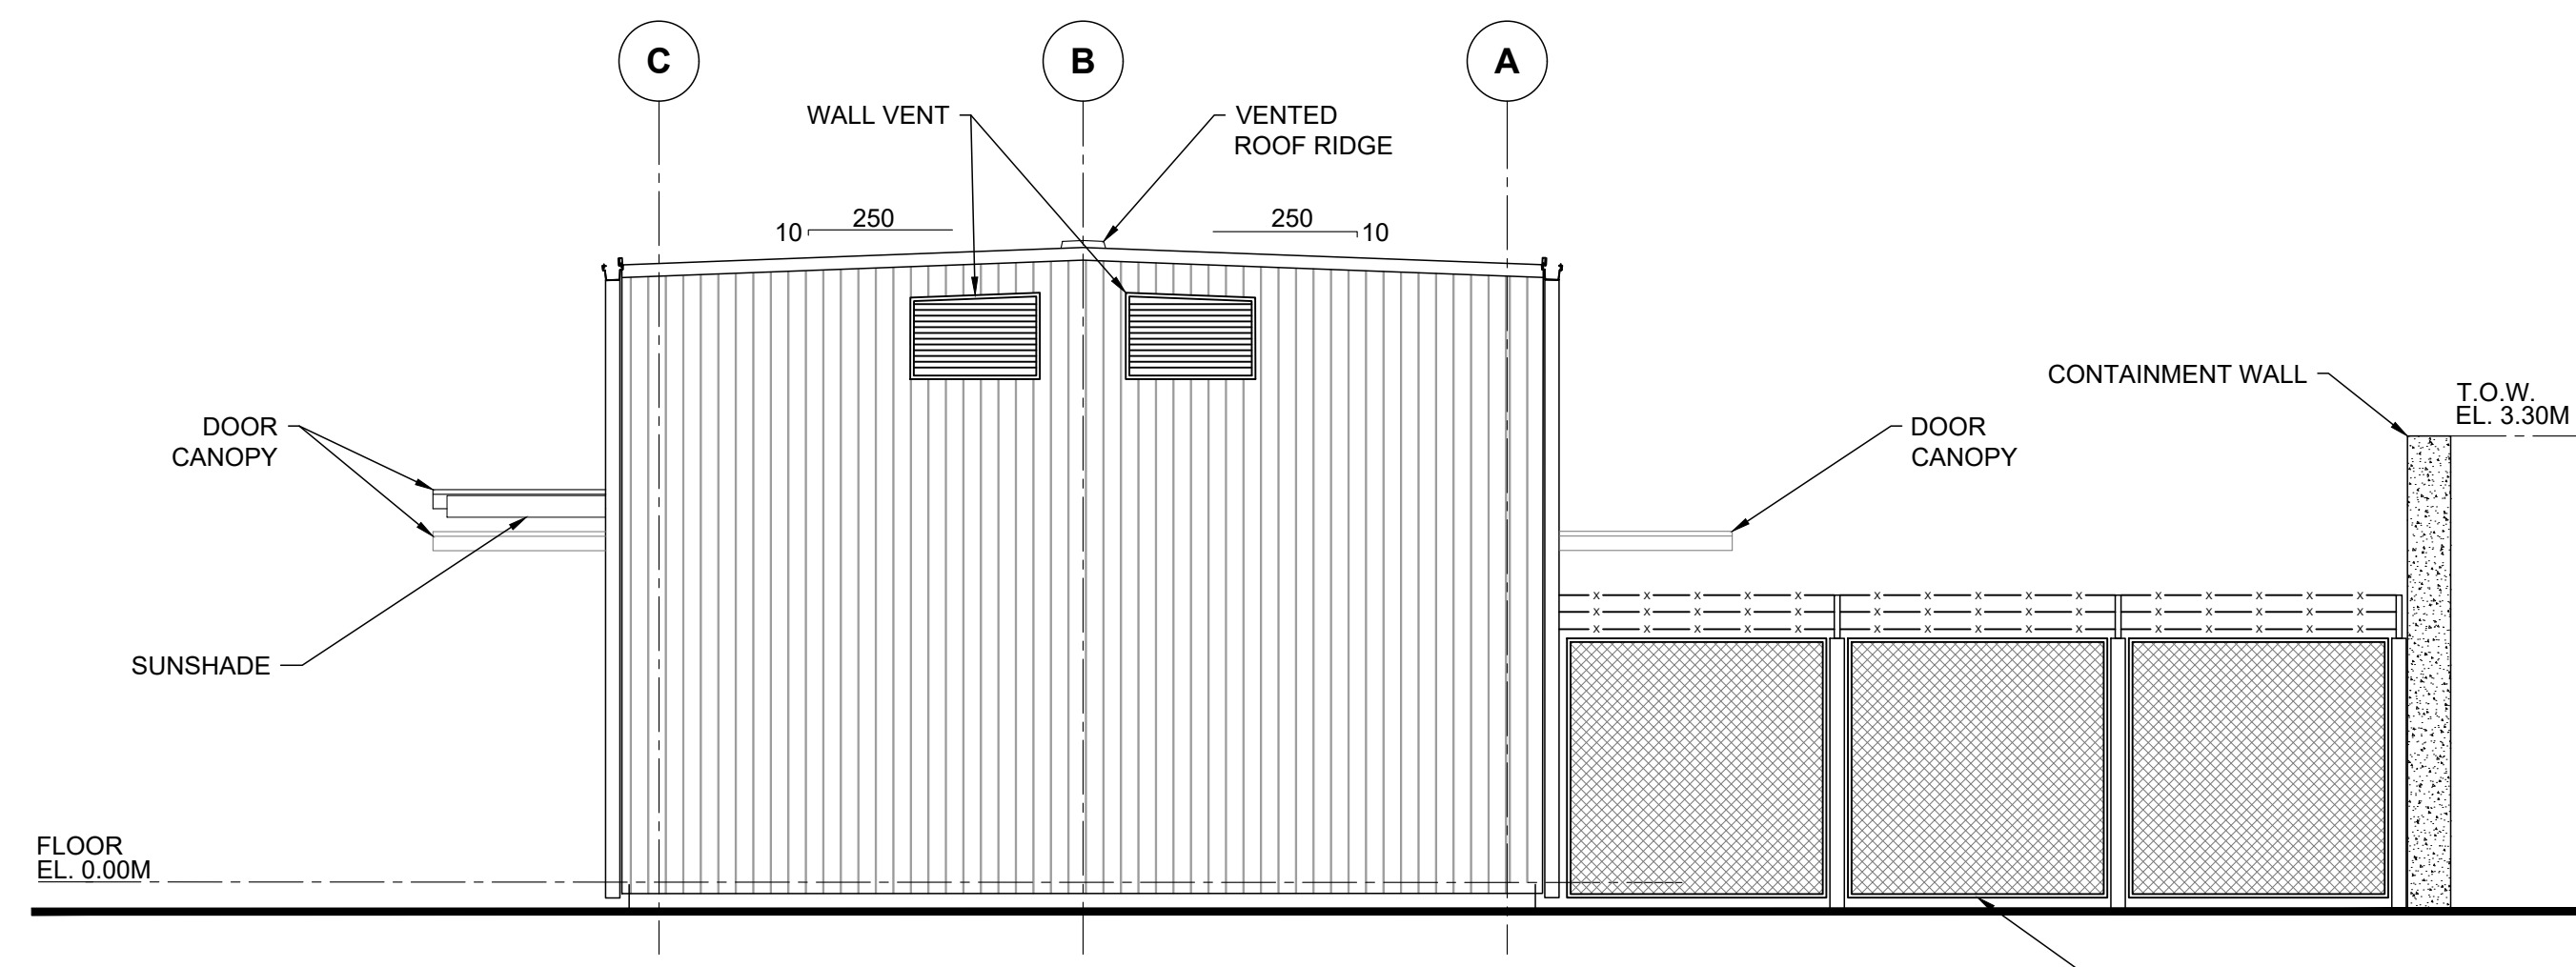 C
B
A
WALL VENT
VENTED
ROOF RIDGE
10
250
250
10
CONTAINMENT WALL
T.O.W.
EL. 3.30M
DOOR
CANOPY
DOOR
CANOPY
SUNSHADE
FLOOR
EL. 0.00M
x x x x x x x x x x x x x x x
x x x x x x x x x x x x x x x
x x x x x x x x x x x x x x x